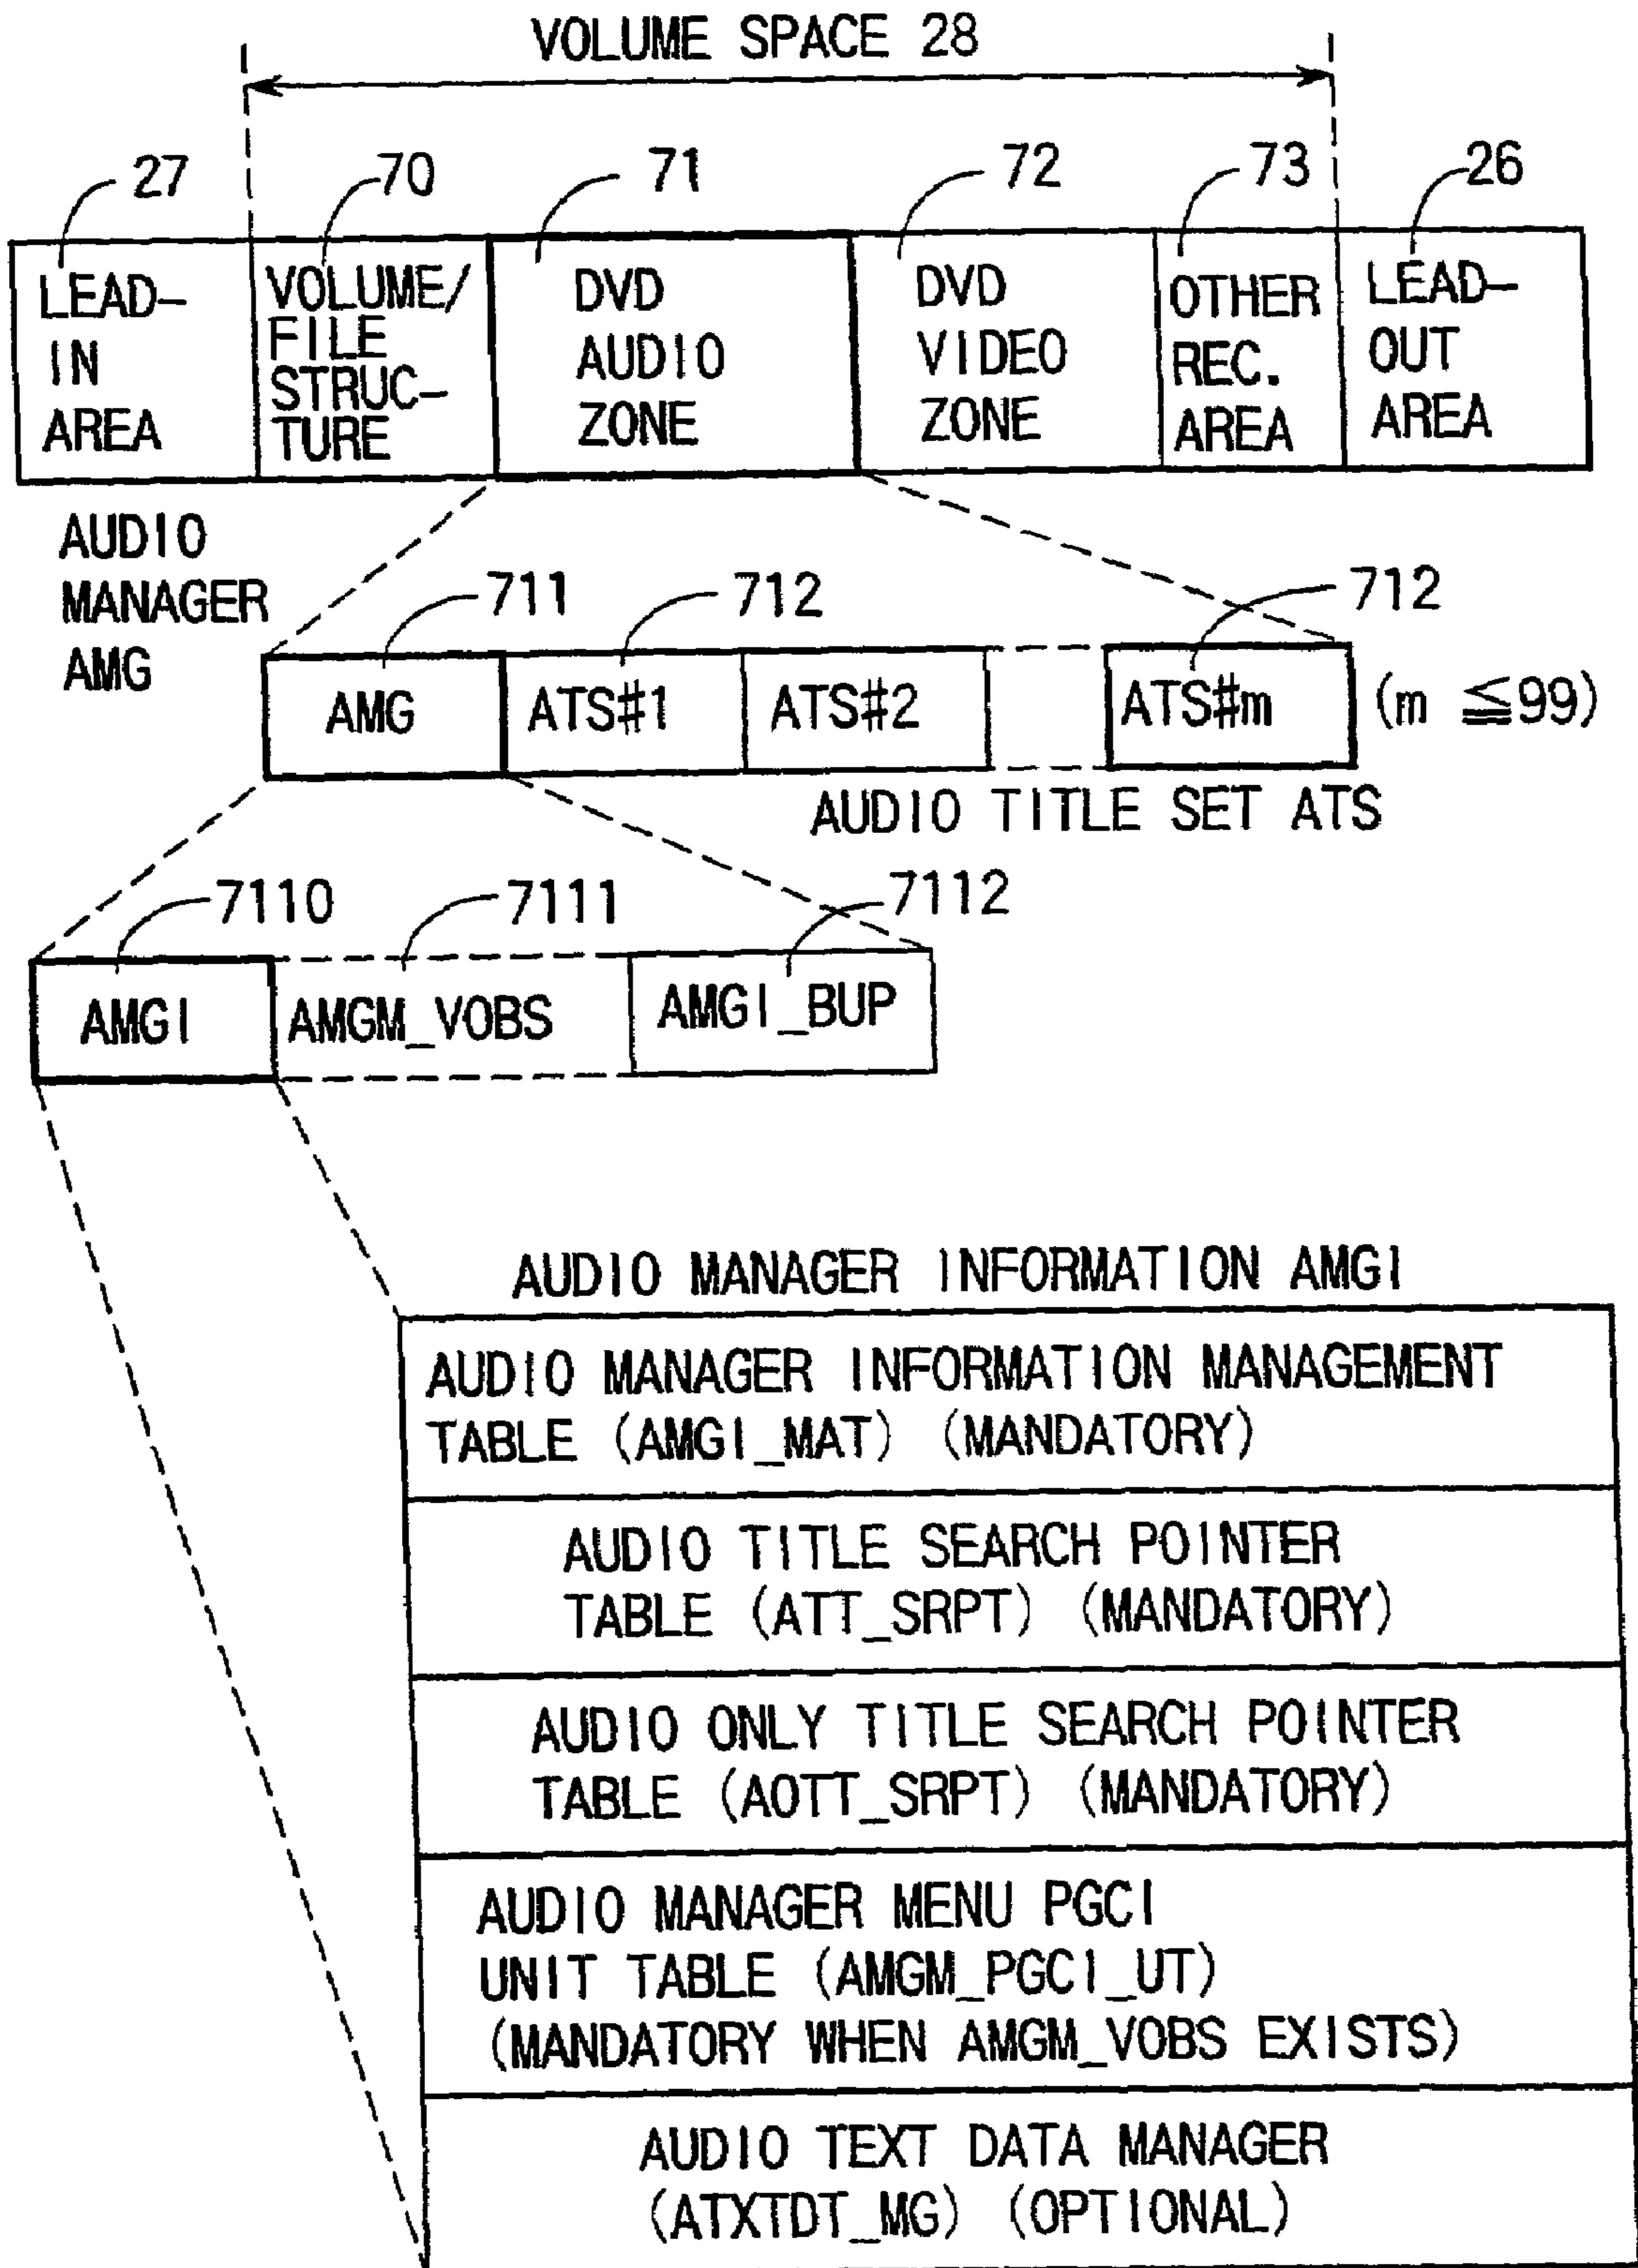 VOLUME SPACE 28
27
70
71
72
73
26
LEAD-
IN
AREA
VOLUME/
FILE
STRUC-
TURE
DVD
AUDIO
ZONE
DVD
VIDEO
ZONE
OTHER
REC.
AREA
LEAD-
OUT
AREA
AUDIO
MANAGER
AMG
711
712
712
AMG
ATS#1
ATS#2
ATS#m
(m ≦99)
AUDIO TITLE SET ATS
7110
7111
7112
AMGI
AMGM_VOBS
AMGI_BUP
AUDIO MANAGER INFORMATION AMGI
AUDIO MANAGER INFORMATION MANAGEMENT
TABLE (AMGI_MAT) (MANDATORY)
AUDIO TITLE SEARCH POINTER
TABLE (ATT_SRPT) (MANDATORY)
AUDIO ONLY TITLE SEARCH POINTER
TABLE (AOTT_SRPT) (MANDATORY)
AUDIO MANAGER MENU PGCI
UNIT TABLE (AMGM_PGCI_UT)
(MANDATORY WHEN AMGM_VOBS EXISTS)
AUDIO TEXT DATA MANAGER
(ATXTDT_MG) (OPTIONAL)